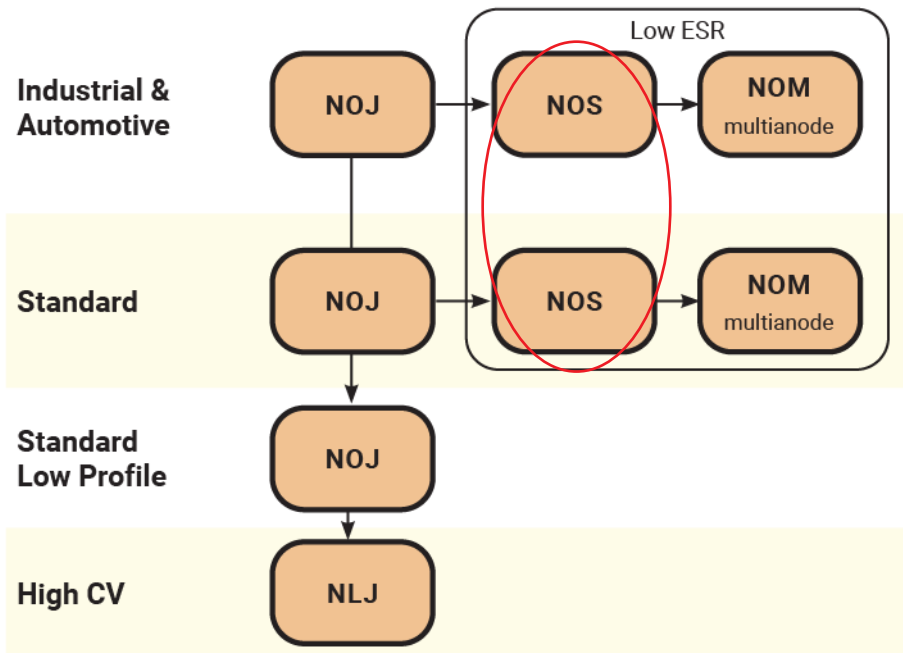 Low ESR
Industrial &
Automotive
NOJ
NOS
NOM
multianode
Standard
NOJ
NOS
NOM
multianode
Standard
Low Profile
NOJ
High CV
NLJ